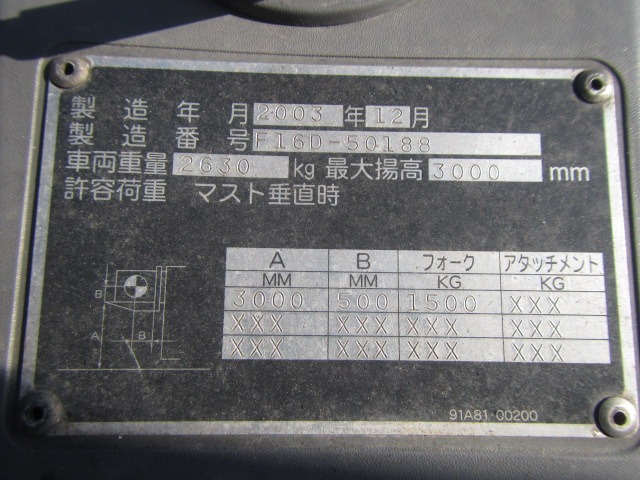 製造年月 2003 年 12 月
製造番号 F16D-50188
車両重量 2630 kg 最大揚高 3000 mm
許容荷重 マスト垂直時
A B フォーク アタッチメント
MM MM KG KG
3000 500 1500 XXX
XXX XXX XXX XXX
XXX XXX XXX XXX
B
A B
91A81-00200